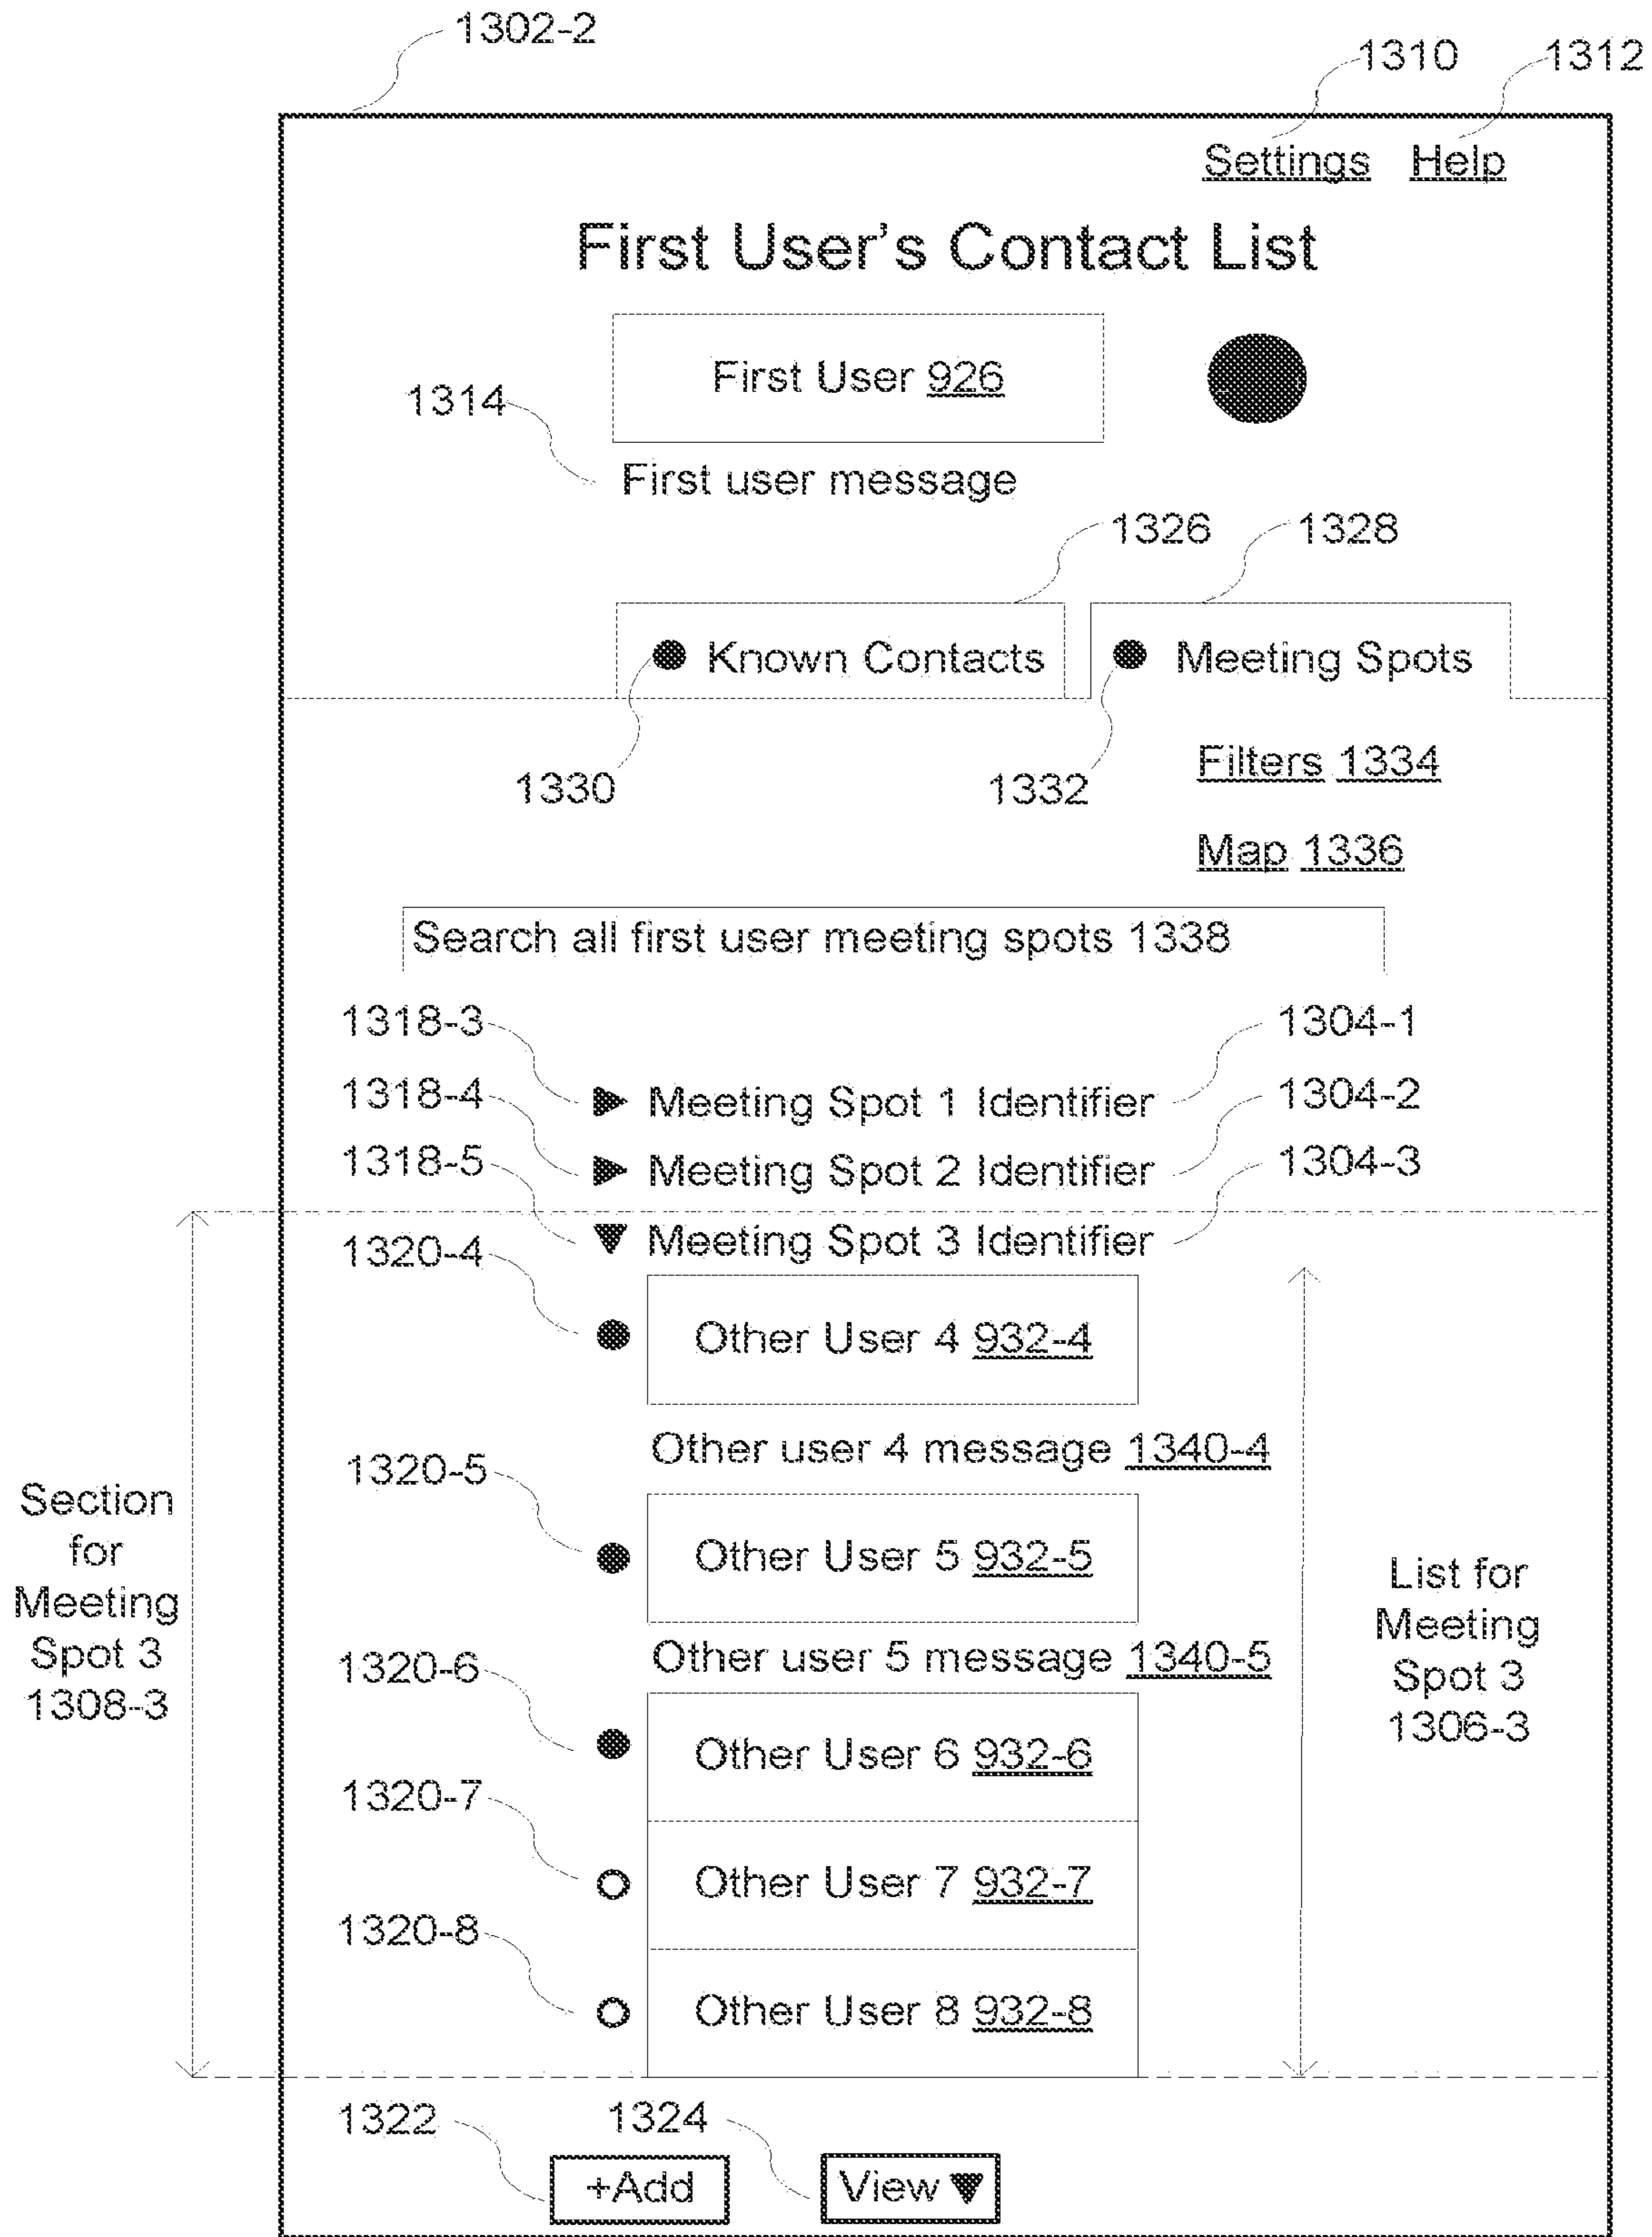 1302-2
1310
1312
Settings Help
First User's Contact List
First User 926
1314
First user message
1326
1328
Known Contacts
Meeting Spots
1330
1332
Filters 1334
Map 1336
Search all first user meeting spots 1338
1318-3
1304-1
Meeting Spot 1 Identifier
1318-4
1304-2
Meeting Spot 2 Identifier
1318-5
1304-3
Meeting Spot 3 Identifier
1320-4
Other User 4 932-4
Other user 4 message 1340-4
1320-5
Other User 5 932-5
Other user 5 message 1340-5
Section
for
Meeting
Spot 3
1308-3
List for
Meeting
Spot 3
1306-3
1320-6
Other User 6 932-6
1320-7
Other User 7 932-7
1320-8
Other User 8 932-8
1322
1324
+Add
View